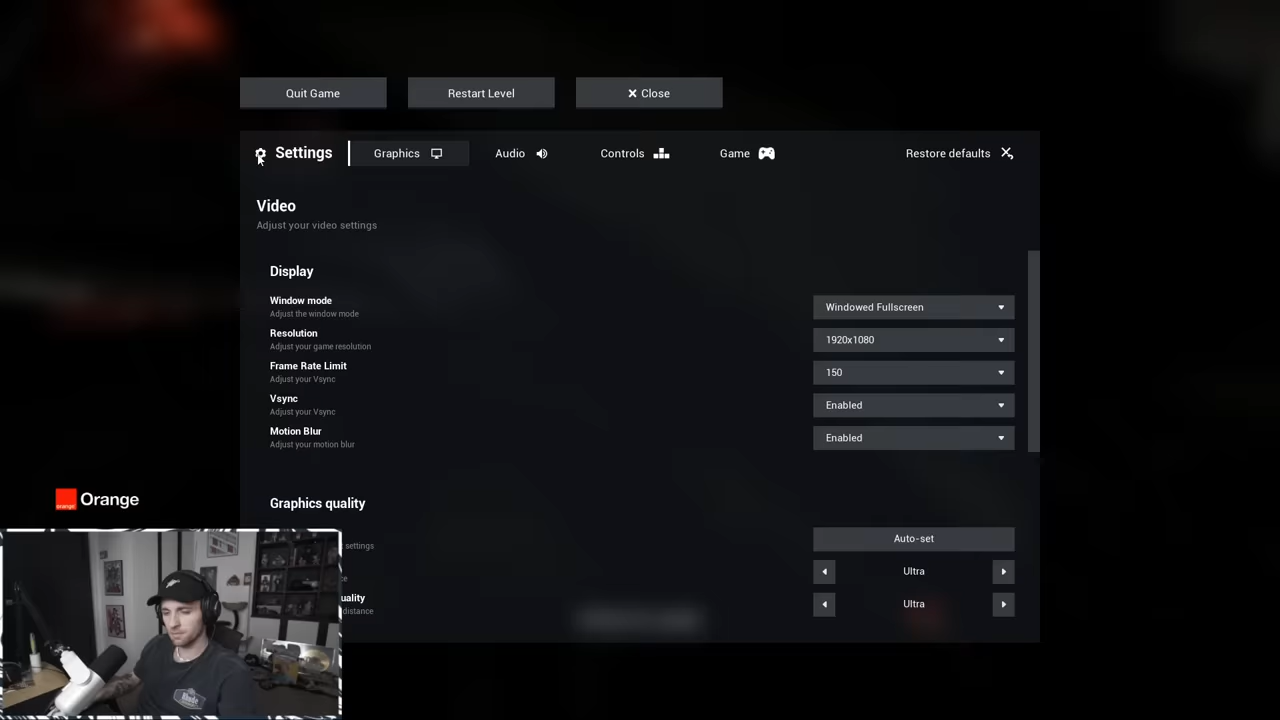 Quit Game
Restart Level
Close
Settings
Graphics
Audio
Controls
Game
Restore defaults
Video
Adjust your video settings
Display
Window mode
Adjust the window mode
Windowed Fullscreen
Resolution
Adjust your game resolution
1920x1080
Frame Rate Limit
Adjust your Vsync
150
Vsync
Adjust your Vsync
Enabled
Motion Blur
Adjust your motion blur
Enabled
Orange
Graphics quality
settings
Auto-set
Ultra
uality
distance
Ultra